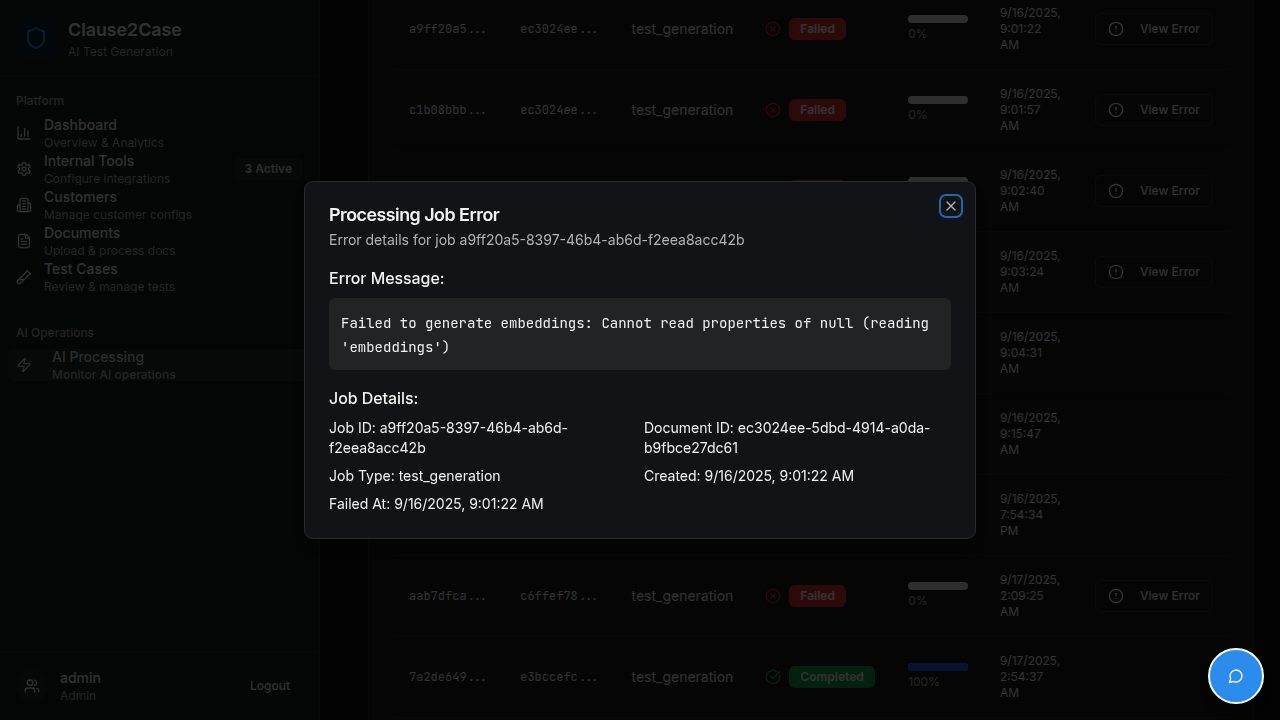 Clause2Case
AI Test Generation
Platform
Dashboard
Overview & Analytics
Internal Tools
Configure integrations
3 Active
Customers
Manage customer configs
Documents
Upload & process docs
Test Cases
Review & manage tests
AI Operations
AI Processing
Monitor AI operations
admin
Admin
Logout
a9ff20a5... ec3024ee... test_generation Failed 0% 9/16/2025,
9:01:22
AM
View Error
c1b08bbb... ec3024ee... test_generation Failed 0% 9/16/2025,
9:01:57
AM
View Error
9/16/2025,
9:02:40
AM
View Error
9/16/2025,
9:03:24
AM
View Error
9/16/2025,
9:04:31
AM
9/16/2025,
9:15:47
AM
9/16/2025,
7:54:34
PM
aab7dfca... c6ffef78... test_generation Failed 0% 9/17/2025,
2:09:25
AM
View Error
7a2de649... e3bccefc... test_generation Completed 100% 9/17/2025,
2:54:37
AM
Processing Job Error
Error details for job a9ff20a5-8397-46b4-ab6d-f2eea8acc42b
Error Message:
Failed to generate embeddings: Cannot read properties of null (reading
'embeddings')
Job Details:
Job ID: a9ff20a5-8397-46b4-ab6d-
f2eea8acc42b
Document ID: ec3024ee-5dbd-4914-a0da-
b9fbce27dc61
Job Type: test_generation
Created: 9/16/2025, 9:01:22 AM
Failed At: 9/16/2025, 9:01:22 AM